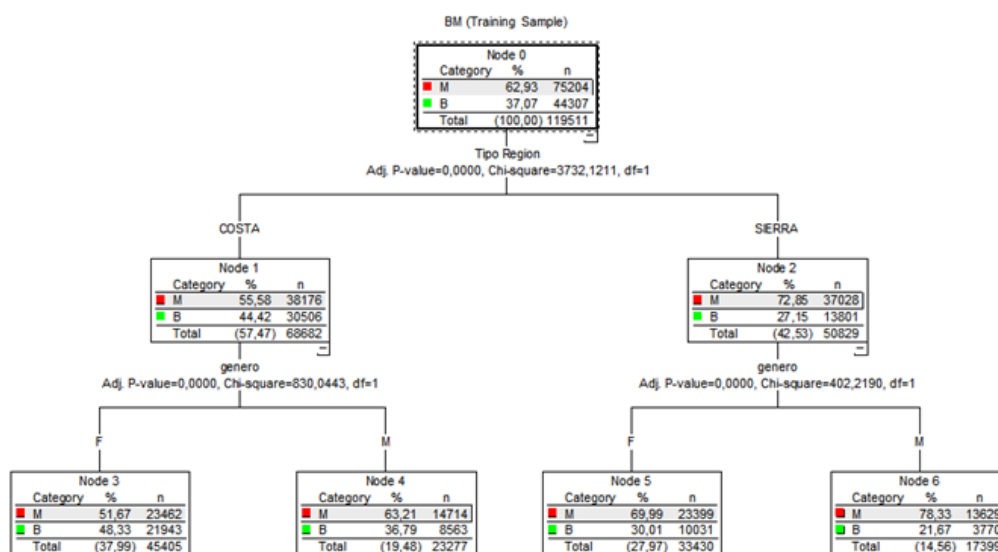 BM (Training Sample)
Node 0
Category % n
M 62,93 75204
B 37,07 44307
Total (100,00) 119511
Tipo Region
Adj. P-value=0,0000, Chi-square=3732,1211, df=1
COSTA SIERRA
Node 1
Category % n
M 55,58 38176
B 44,42 30506
Total (57,47) 68682
Node 2
Category % n
M 72,85 37028
B 27,15 13801
Total (42,53) 50829
genero
Adj. P-value=0,0000, Chi-square=830,0443, df=1
genero
Adj. P-value=0,0000, Chi-square=402,2190, df=1
F M F M
Node 3
Category % n
M 51,67 23462
B 48,33 21943
Total (37,99) 45405
Node 4
Category % n
M 63,21 14714
B 36,79 8563
Total (19,48) 23277
Node 5
Category % n
M 69,99 23399
B 30,01 10031
Total (27,97) 33430
Node 6
Category % n
M 78,33 13629
B 21,67 3770
Total (14,56) 17399